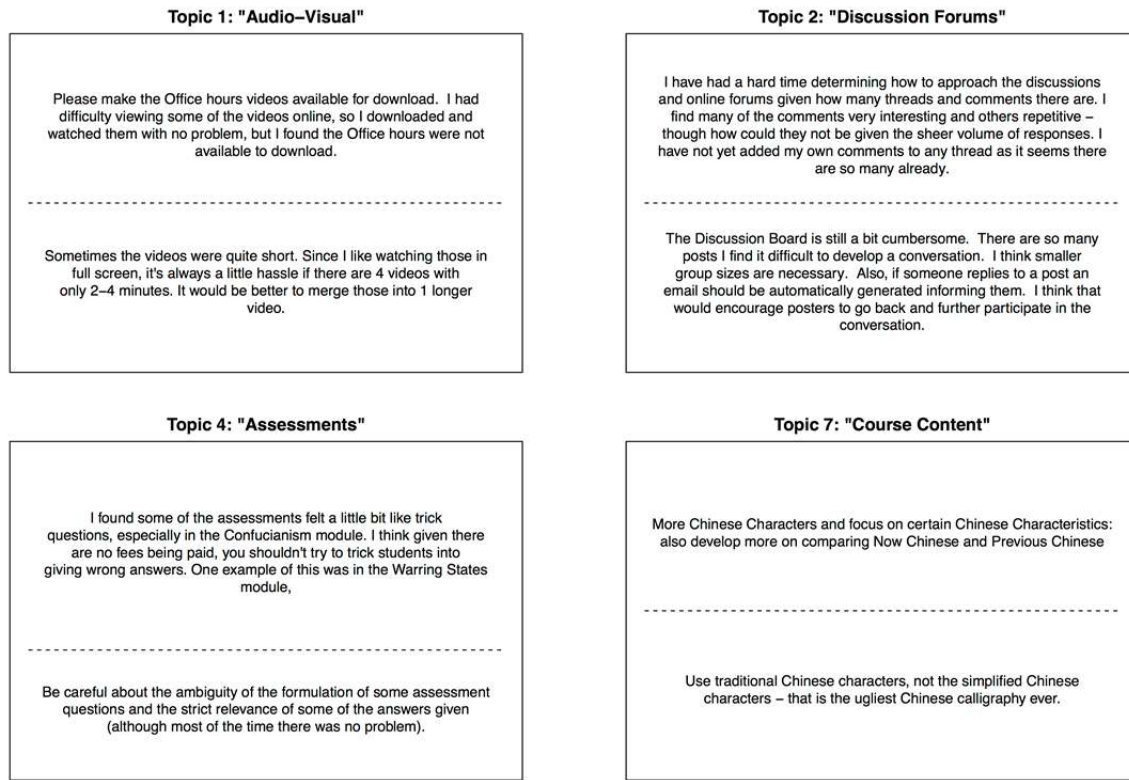 Topic 1: "Audio−Visual"
Please make the Office hours videos available for download.  I had
difficulty viewing some of the videos online, so I downloaded and
watched them with no problem, but I found the Office hours were not
available to download.
Sometimes the videos were quite short. Since I like watching those in
full screen, it's always a little hassle if there are 4 videos with
only 2−4 minutes. It would be better to merge those into 1 longer
video.
Topic 2: "Discussion Forums"
I have had a hard time determining how to approach the discussions
and online forums given how many threads and comments there are. I
find many of the comments very interesting and others repetitive −
though how could they not be given the sheer volume of responses. I
have not yet added my own comments to any thread as it seems there
are so many already.
The Discussion Board is still a bit cumbersome.  There are so many
posts I find it difficult to develop a conversation.  I think smaller
group sizes are necessary.  Also, if someone replies to a post an
email should be automatically generated informing them.  I think that
would encourage posters to go back and further participate in the
conversation.
Topic 4: "Assessments"
I found some of the assessments felt a little bit like trick
questions, especially in the Confucianism module. I think given there
are no fees being paid, you shouldn't try to trick students into
giving wrong answers. One example of this was in the Warring States
module,
Be careful about the ambiguity of the formulation of some assessment
questions and the strict relevance of some of the answers given
(although most of the time there was no problem).
Topic 7: "Course Content"
More Chinese Characters and focus on certain Chinese Characteristics:
also develop more on comparing Now Chinese and Previous Chinese
Use traditional Chinese characters, not the simplified Chinese
characters − that is the ugliest Chinese calligraphy ever.